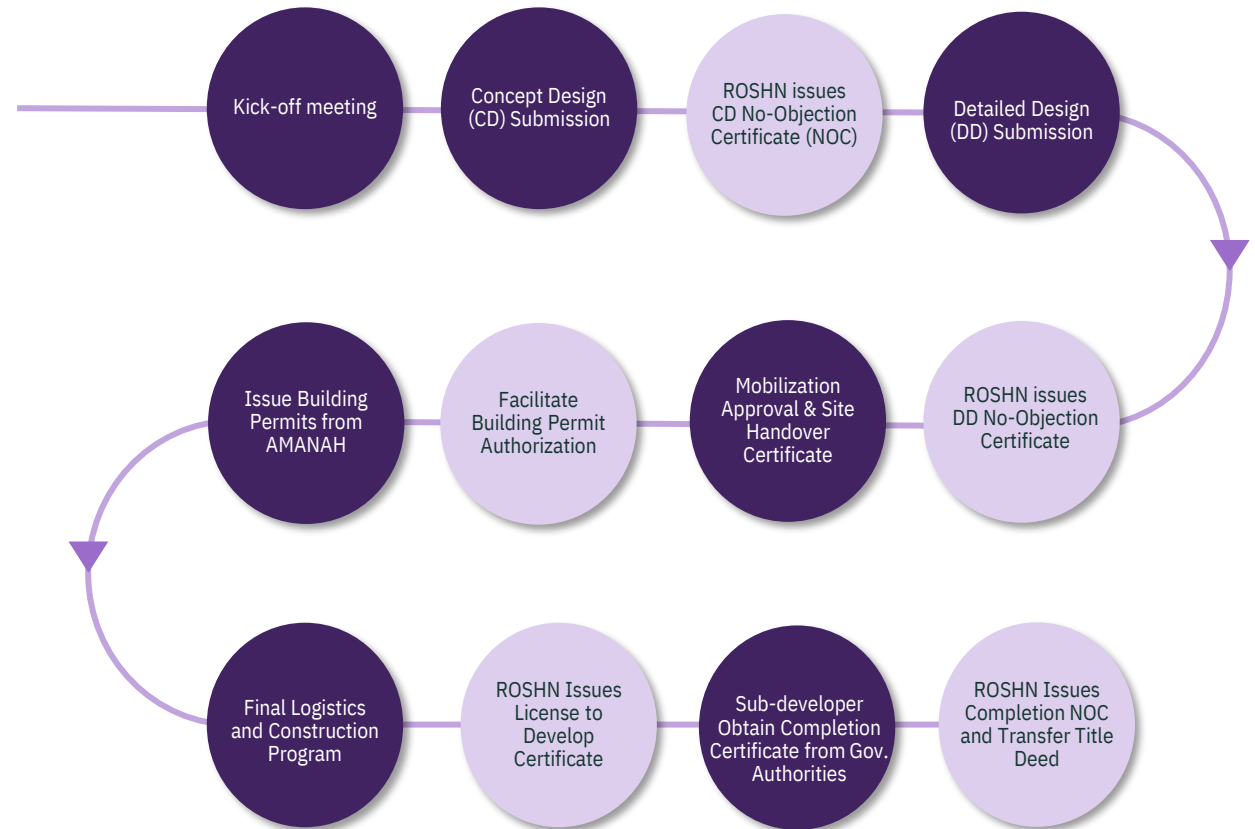 Kick-off meeting
Concept Design
(CD) Submission
ROSHN issues
CD No-Objection
Certificate (NOC)
Detailed Design
(DD) Submission
ROSHN issues
DD No-Objection
Certificate
Mobilization
Approval & Site
Handover
Certificate
Facilitate
Building Permit
Authorization
Issue Building
Permits from
AMANAH
Final Logistics
and Construction
Program
ROSHN Issues
License to
Develop
Certificate
Sub-developer
Obtain Completion
Certificate from Gov.
Authorities
ROSHN Issues
Completion NOC
and Transfer Title
Deed